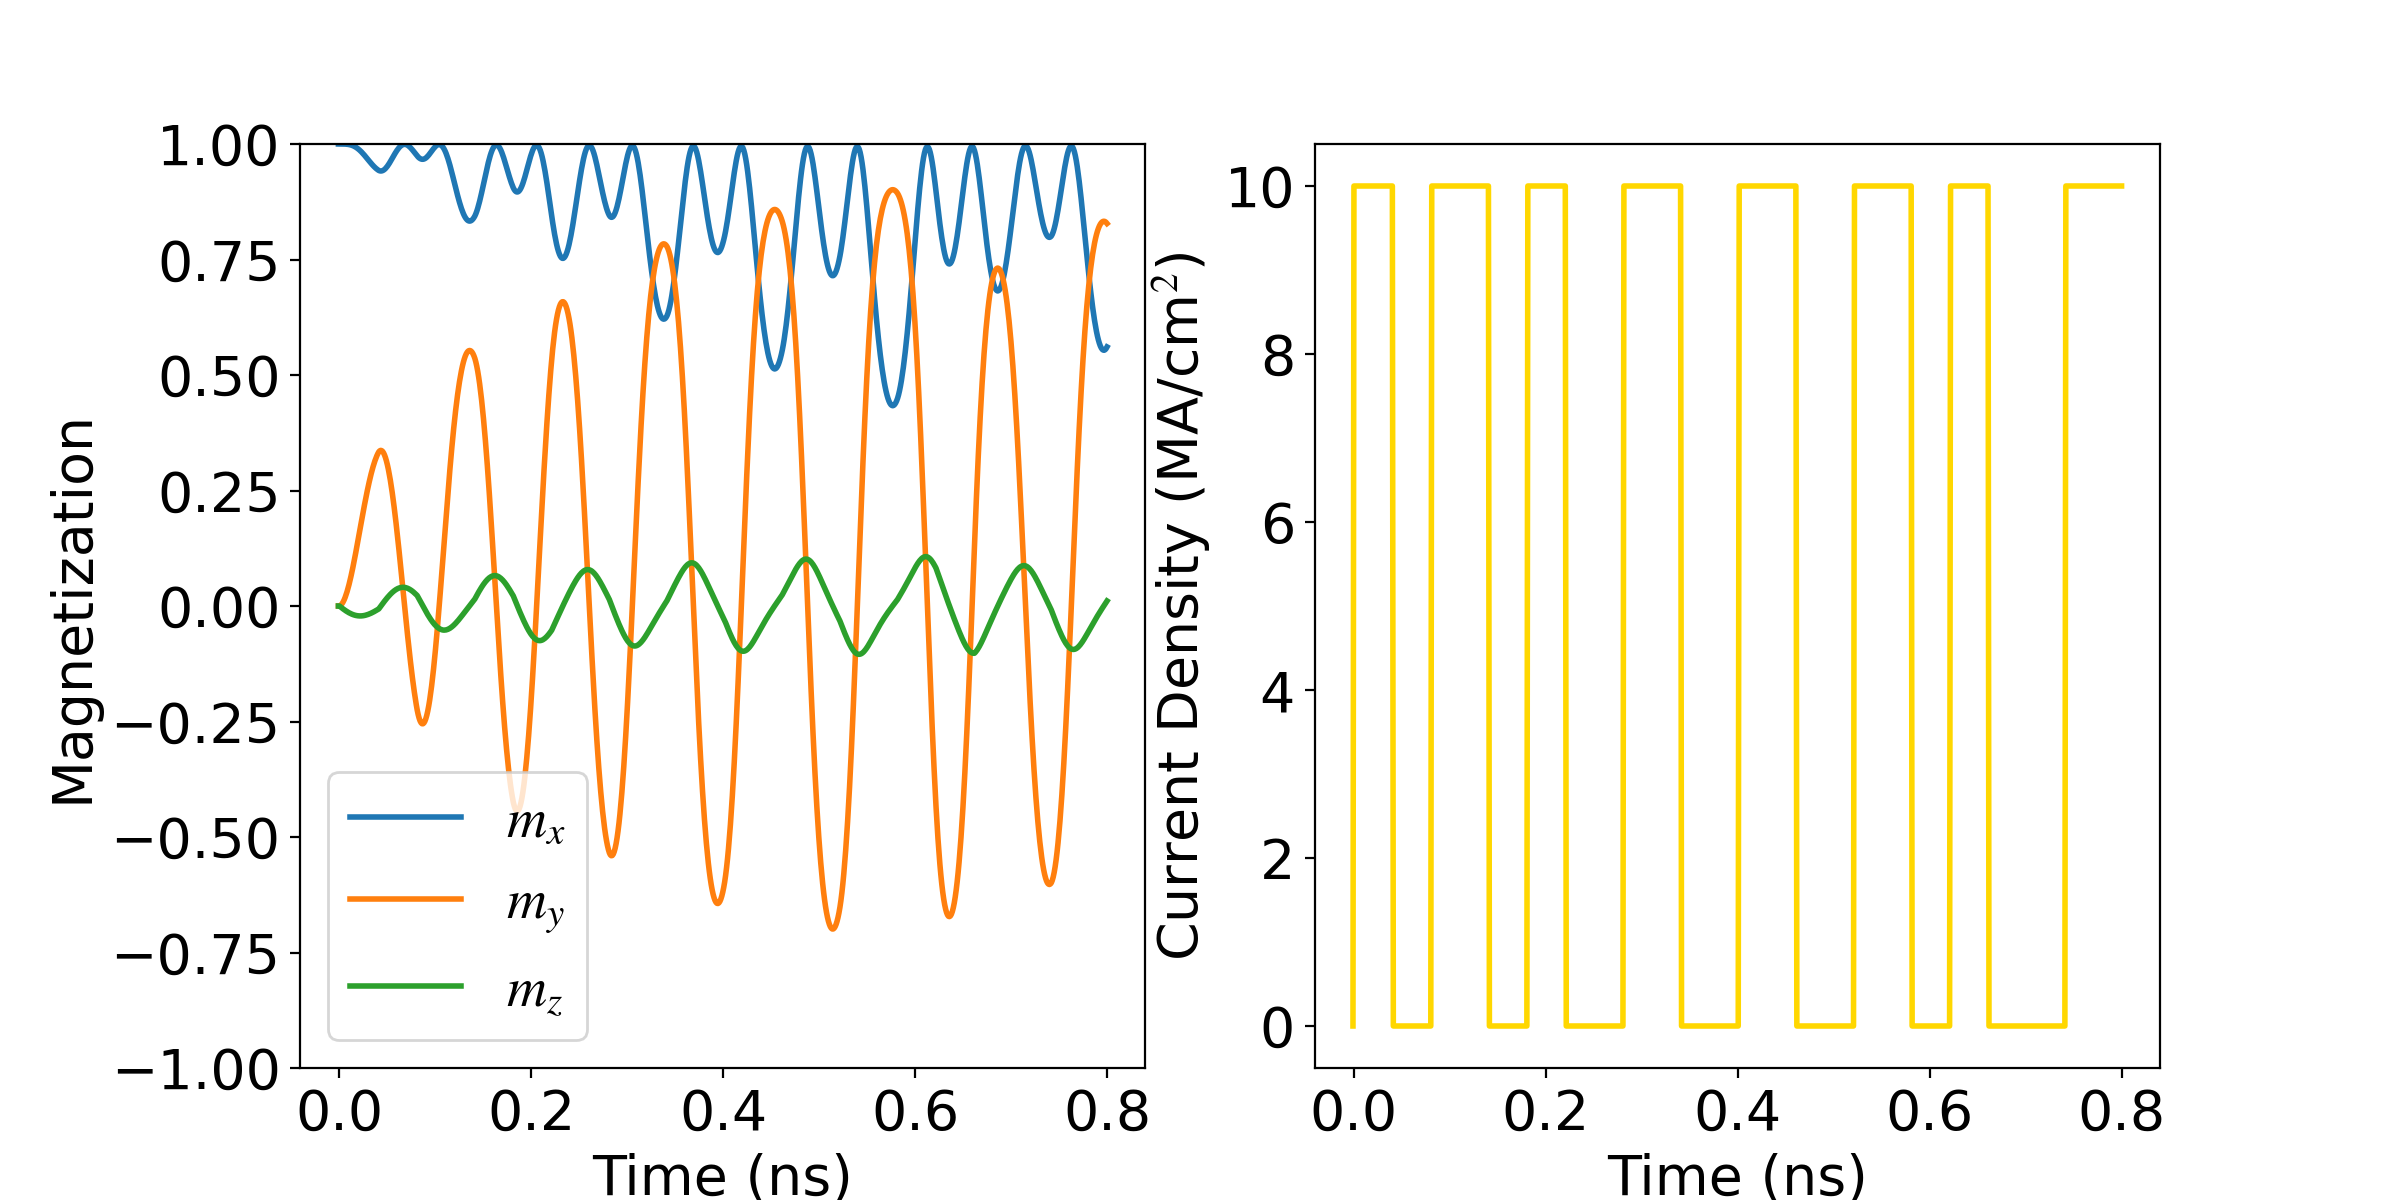 Magnetization
1.00
0.75
0.50
0.25
0.00
−0.25
−0.50
−0.75
−1.00
m_x
m_y
m_z
0.0 0.2 0.4 0.6 0.8
Time (ns)
Current Density (MA/cm²)
10
8
6
4
2
0
0.0 0.2 0.4 0.6 0.8
Time (ns)